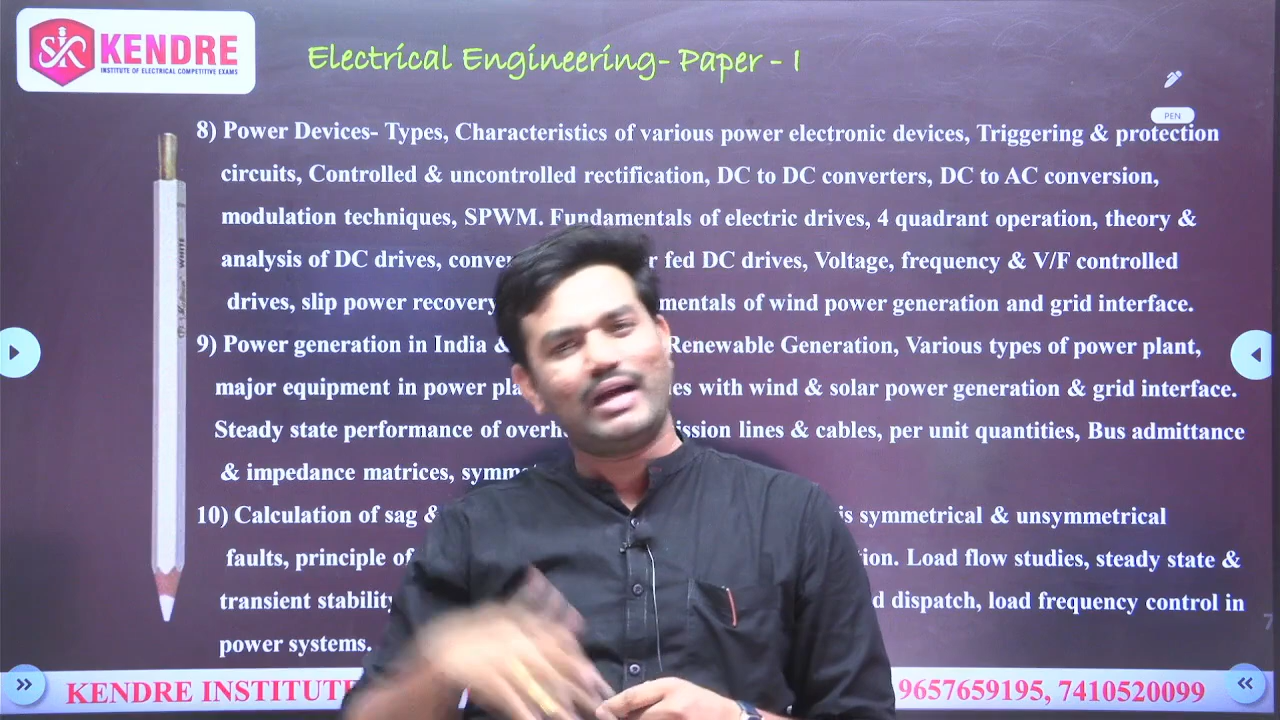 SK KENDRE
INSTITUTE OF ELECTRICAL COMPETITIVE EXAMS
Electrical Engineering- Paper - I
PEN
8) Power Devices- Types, Characteristics of various power electronic devices, Triggering & protection
circuits, Controlled & uncontrolled rectification, DC to DC converters, DC to AC conversion,
modulation techniques, SPWM. Fundamentals of electric drives, 4 quadrant operation, theory &
analysis of DC drives, conver r fed DC drives, Voltage, frequency & V/F controlled
drives, slip power recovery mentals of wind power generation and grid interface.
9) Power generation in India & Renewable Generation, Various types of power plant,
major equipment in power pla es with wind & solar power generation & grid interface.
Steady state performance of overh ission lines & cables, per unit quantities, Bus admittance
& impedance matrices, symme
10) Calculation of sag & is symmetrical & unsymmetrical
faults, principle of ion. Load flow studies, steady state &
transient stability d dispatch, load frequency control in
power systems.
WHITE
7
KENDRE INSTITUTE 9657659195, 7410520099